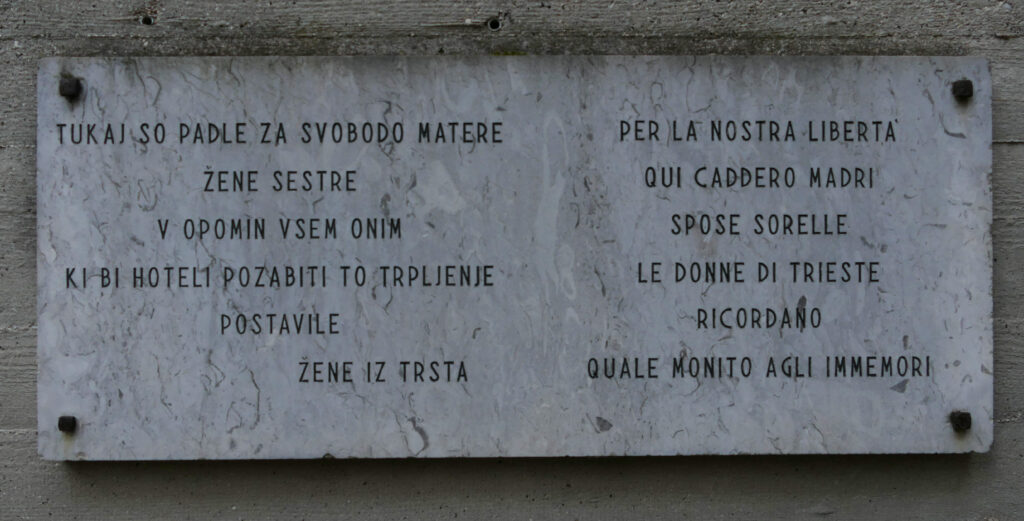 TUKAJ SO PADLE ZA SVOBODO MATERE
ŽENE SESTRE
V OPOMIN VSEM ONIM
KI BI HOTELI POZABITI TO TRPLJENJE
POSTAVILE
ŽENE IZ TRSTA
PER LA NOSTRA LIBERTA'
QUI CADDERO MADRI
SPOSE SORELLE
LE DONNE DI TRIESTE
RICORDANO
QUALE MONITO AGLI IMMEMORI